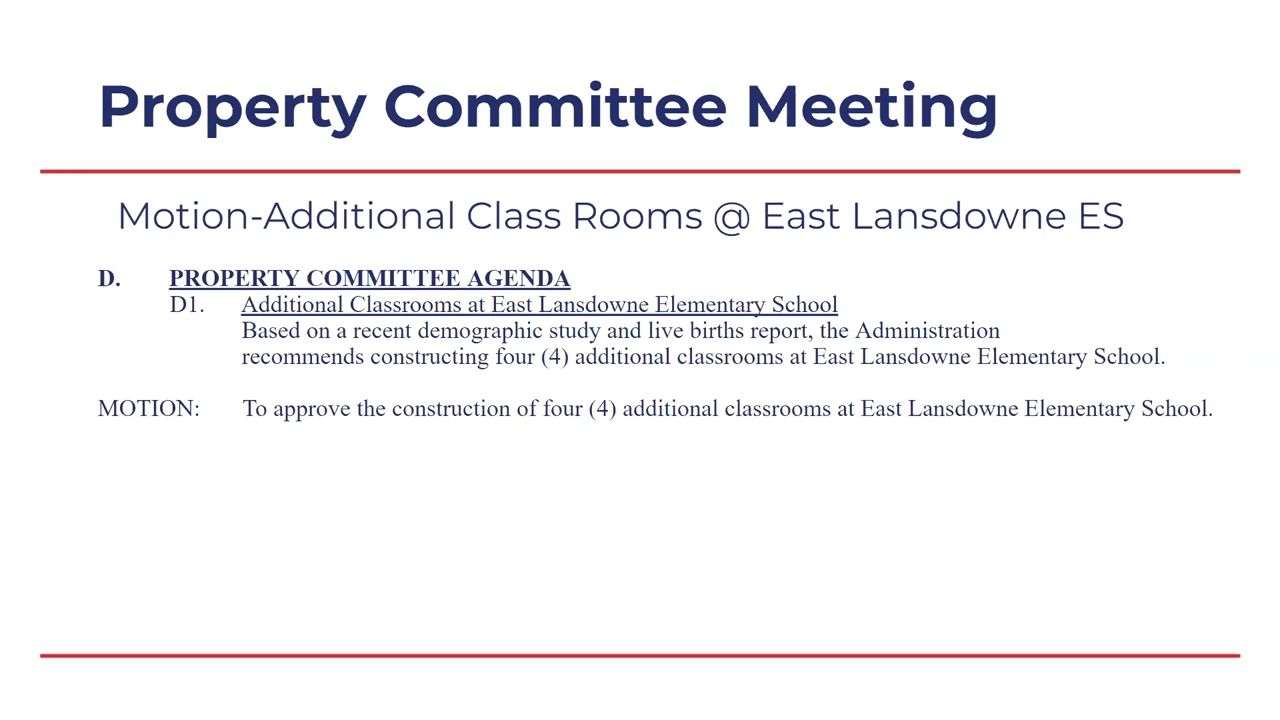 Property Committee Meeting
Motion-Additional Class Rooms @ East Lansdowne ES
D. PROPERTY COMMITTEE AGENDA
D1. Additional Classrooms at East Lansdowne Elementary School
Based on a recent demographic study and live births report, the Administration
recommends constructing four (4) additional classrooms at East Lansdowne Elementary School.
MOTION: To approve the construction of four (4) additional classrooms at East Lansdowne Elementary School.